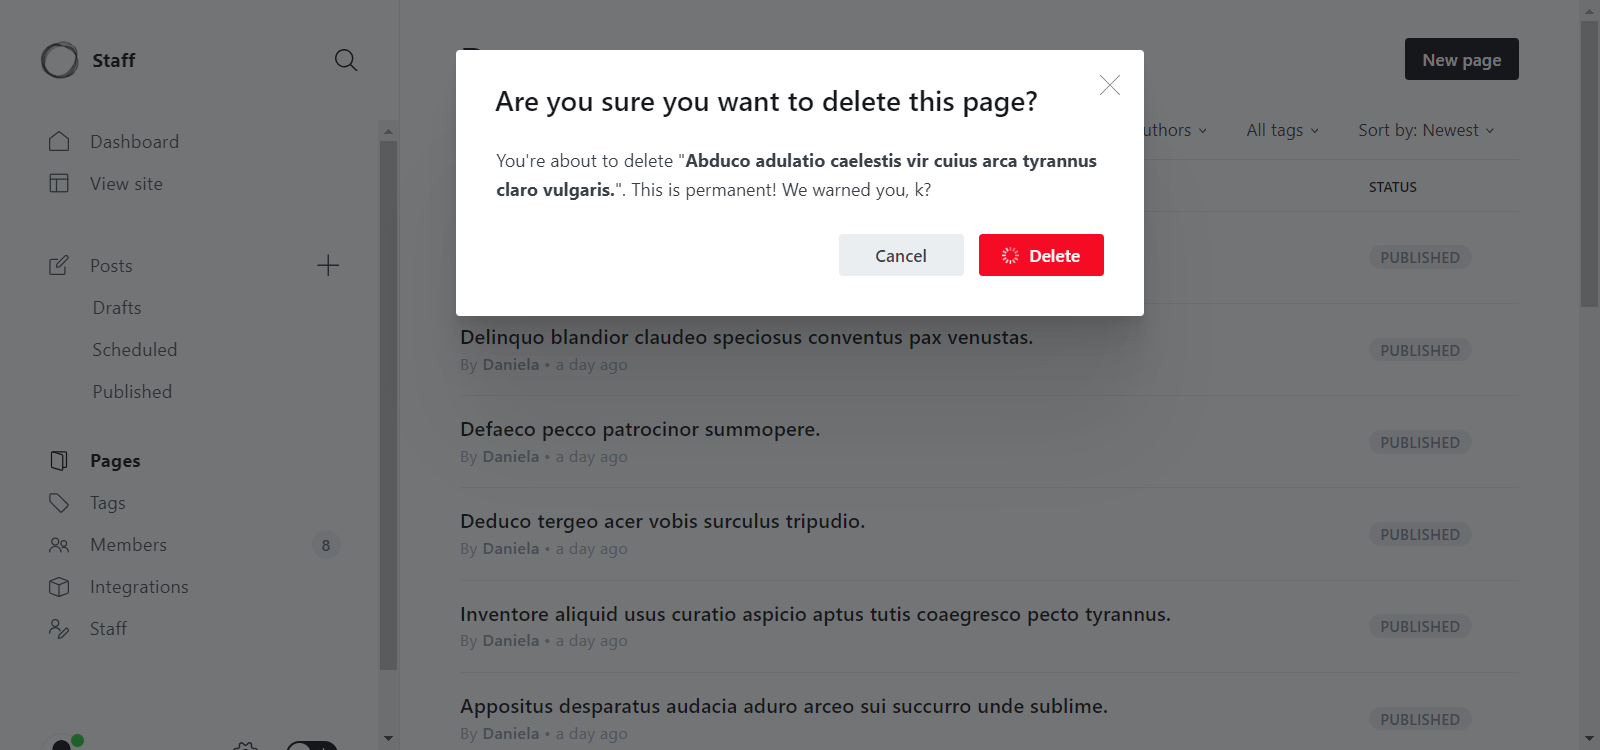 Staff
Dashboard
View site
Posts
Drafts
Scheduled
Published
Pages
Tags
Members
8
Integrations
Staff
New page
All tags
Sort by: Newest
STATUS
Are you sure you want to delete this page?
You're about to delete "Abduco adulatio caelestis vir cuius arca tyrannus
claro vulgaris.". This is permanent! We warned you, k?
Cancel
Delete
PUBLISHED
Delinquo blandior claudeo speciosus conventus pax venustas.
By Daniela • a day ago
PUBLISHED
Defaeco pecco patrocinor summopere.
By Daniela • a day ago
PUBLISHED
Deduco tergeo acer vobis surculus tripudio.
By Daniela • a day ago
PUBLISHED
Inventore aliquid usus curatio aspicio aptus tutis coaegresco pecto tyrannus.
By Daniela • a day ago
PUBLISHED
Appositus desparatus audacia aduro arceo sui succurro unde sublime.
By Daniela • a day ago
PUBLISHED